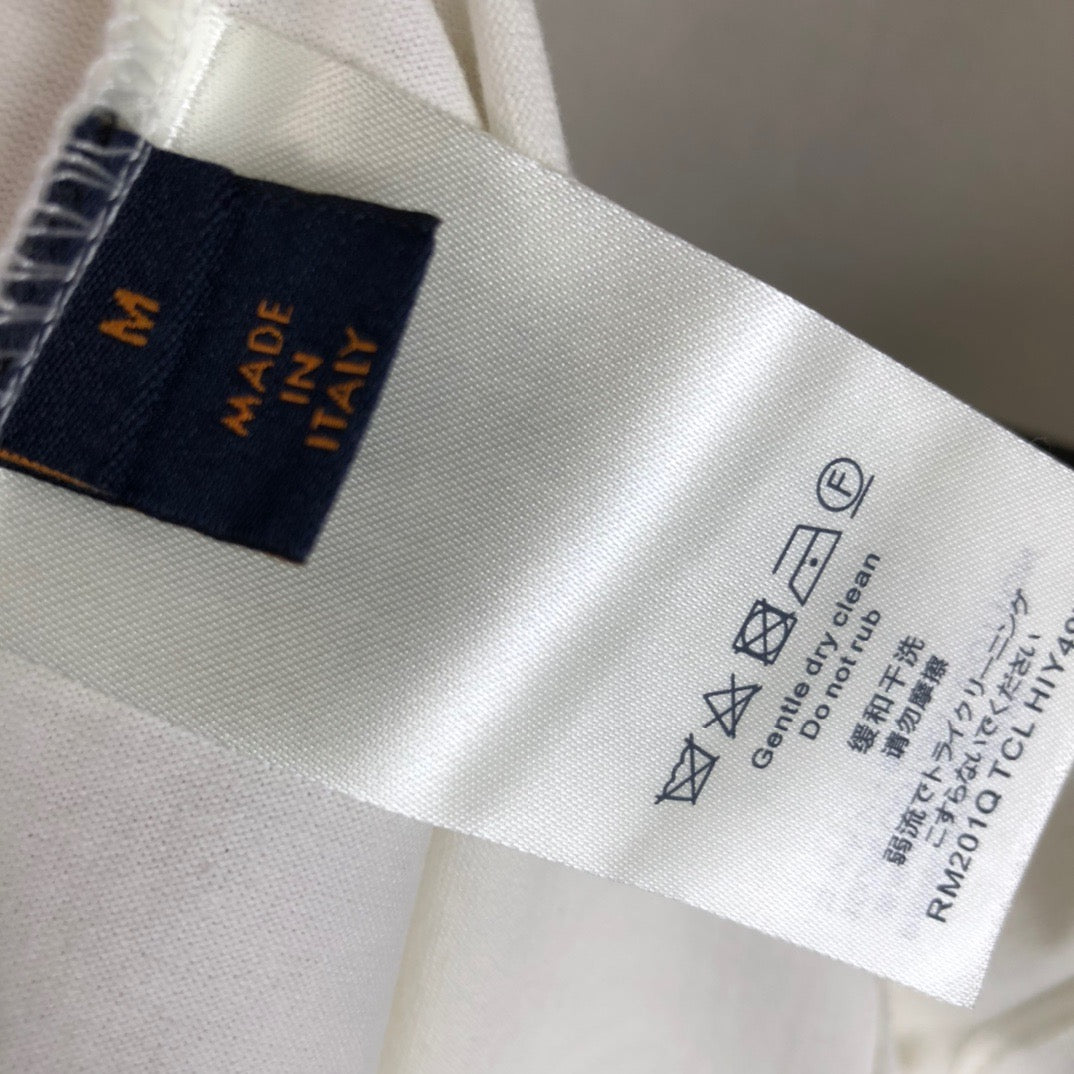 M
MADE
IN
ITALY
F
Gentle dry clean
Do not rub
缓和干洗
请勿摩擦
弱流でトライクリーニング
こすらないでください
RM201Q TCL HIY49